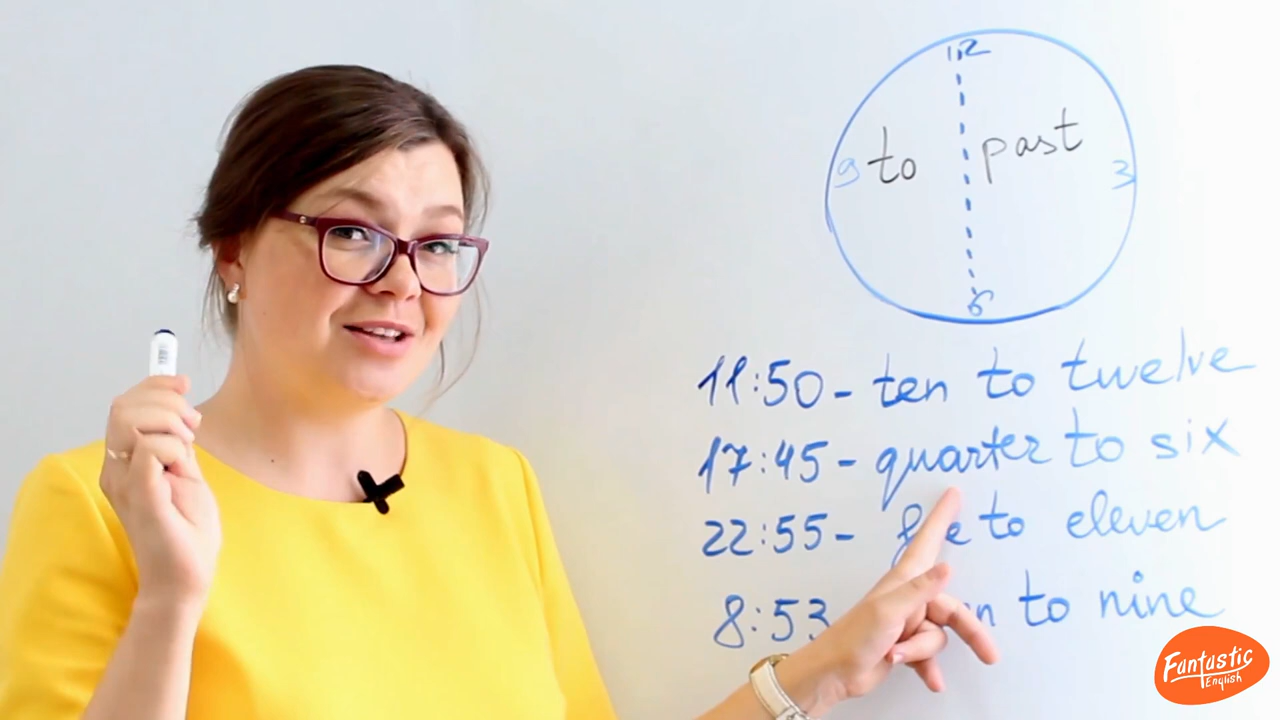 12
9 to past 3
6
11:50 - ten to twelve
17:45 - quarter to six
22:55 - to eleven
8:53 to nine
Fantastic
English